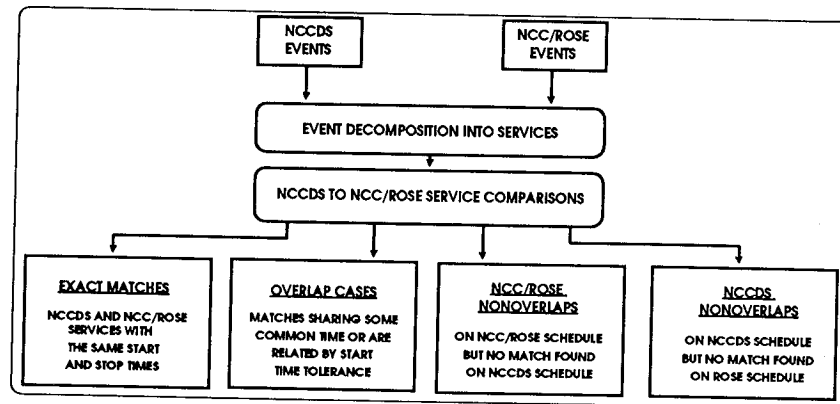 NCCDS
EVENTS
NCC/ROSE
EVENTS
EVENT DECOMPOSITION INTO SERVICES
NCCDS TO NCC/ROSE SERVICE COMPARISONS
EXACT MATCHES
NCCDS AND NCC/ROSE
SERVICES WITH
THE SAME START
AND STOP TIMES
OVERLAP CASES
MATCHES SHARING SOME
COMMON TIME OR ARE
RELATED BY START
TIME TOLERANCE
NCC/ROSE
NONOVERLAPS
ON NCC/ROSE SCHEDULE
BUT NO MATCH FOUND
ON NCCDS SCHEDULE
NCCDS
NONOVERLAPS
ON NCCDS SCHEDULE
BUT NO MATCH FOUND
ON ROSE SCHEDULE